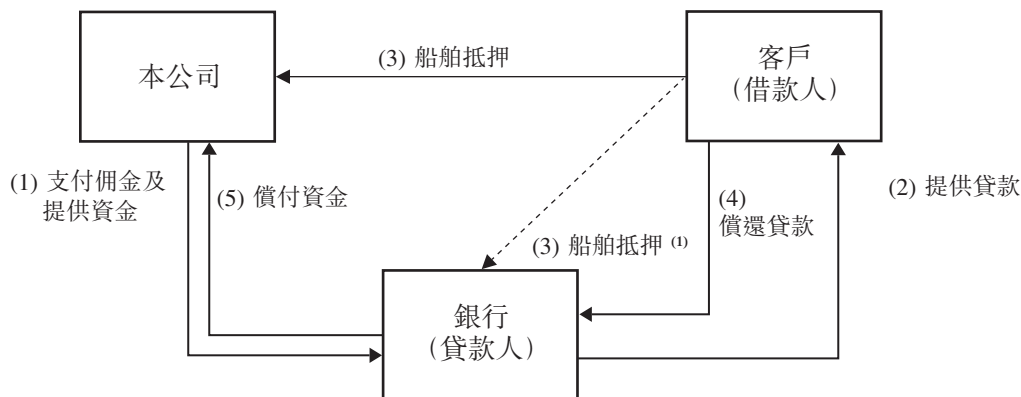 本公司
(3) 船舶抵押
客戶
(借款人)
(1) 支付佣金及
提供資金
(5) 償付資金
(4)
償還貸款
(2) 提供貸款
(3) 船舶抵押 (1)
銀行
(貸款人)